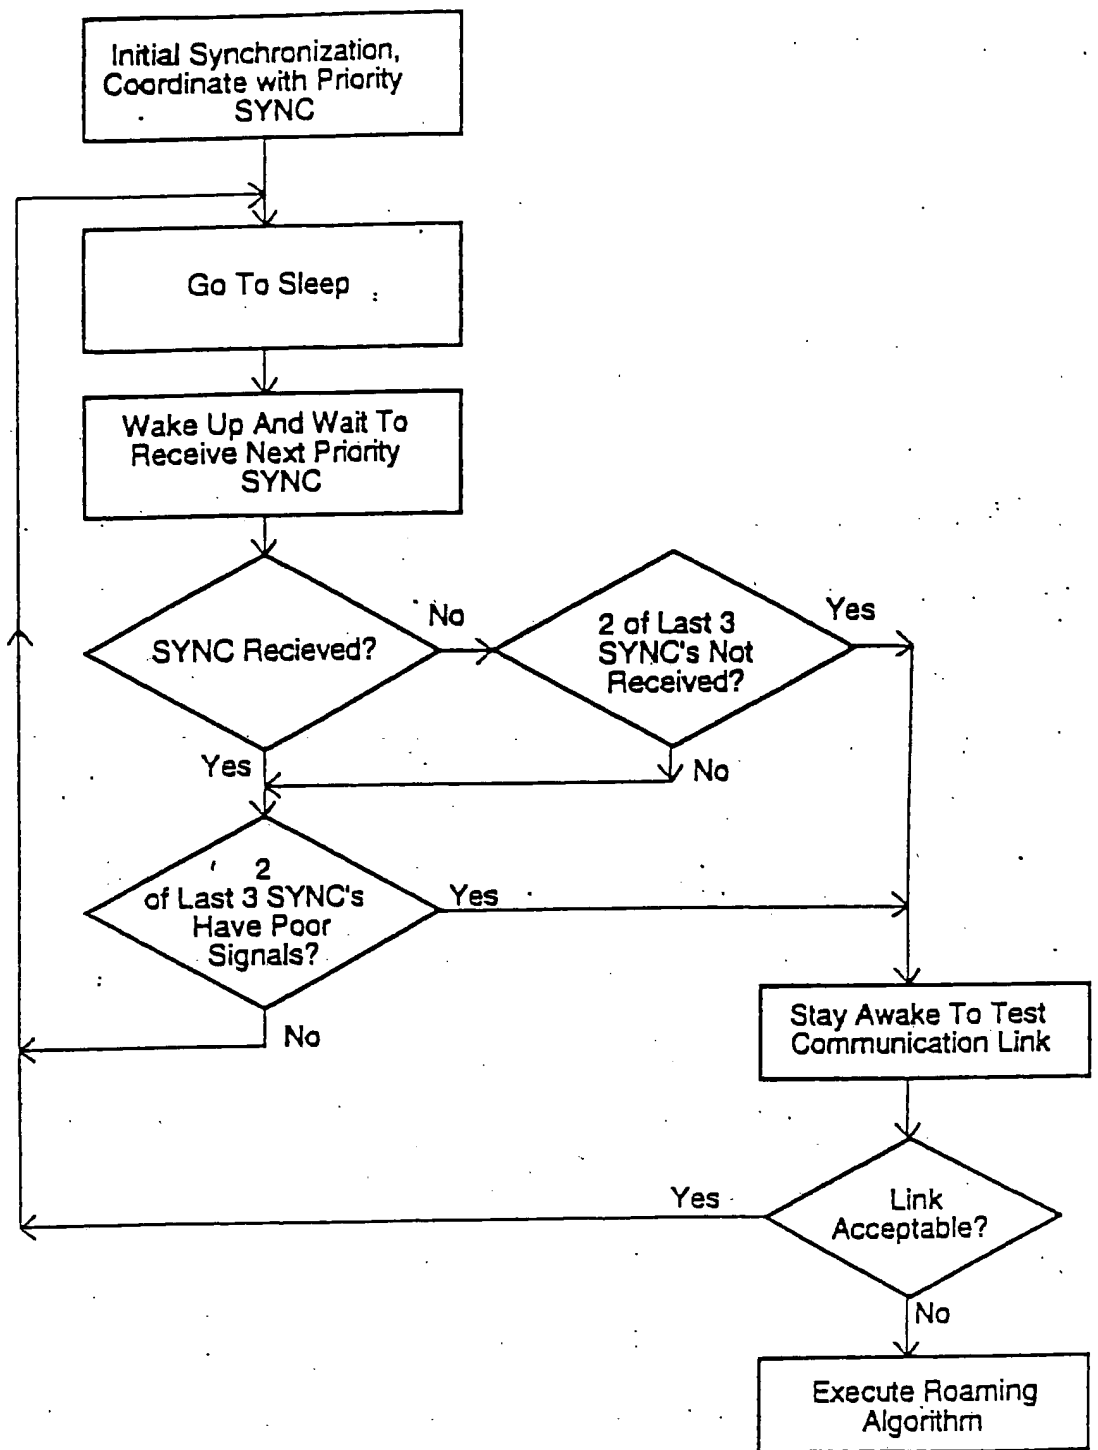 Initial Synchronization,
Coordinate with Priority
SYNC
Go To Sleep
Wake Up And Wait To
Receive Next Priority
SYNC
SYNC Recieved?
No
2 of Last 3
SYNC's Not
Received?
Yes
Yes
No
2
of Last 3 SYNC's
Have Poor
Signals?
Yes
No
Stay Awake To Test
Communication Link
Link
Acceptable?
Yes
No
Execute Roaming
Algorithm